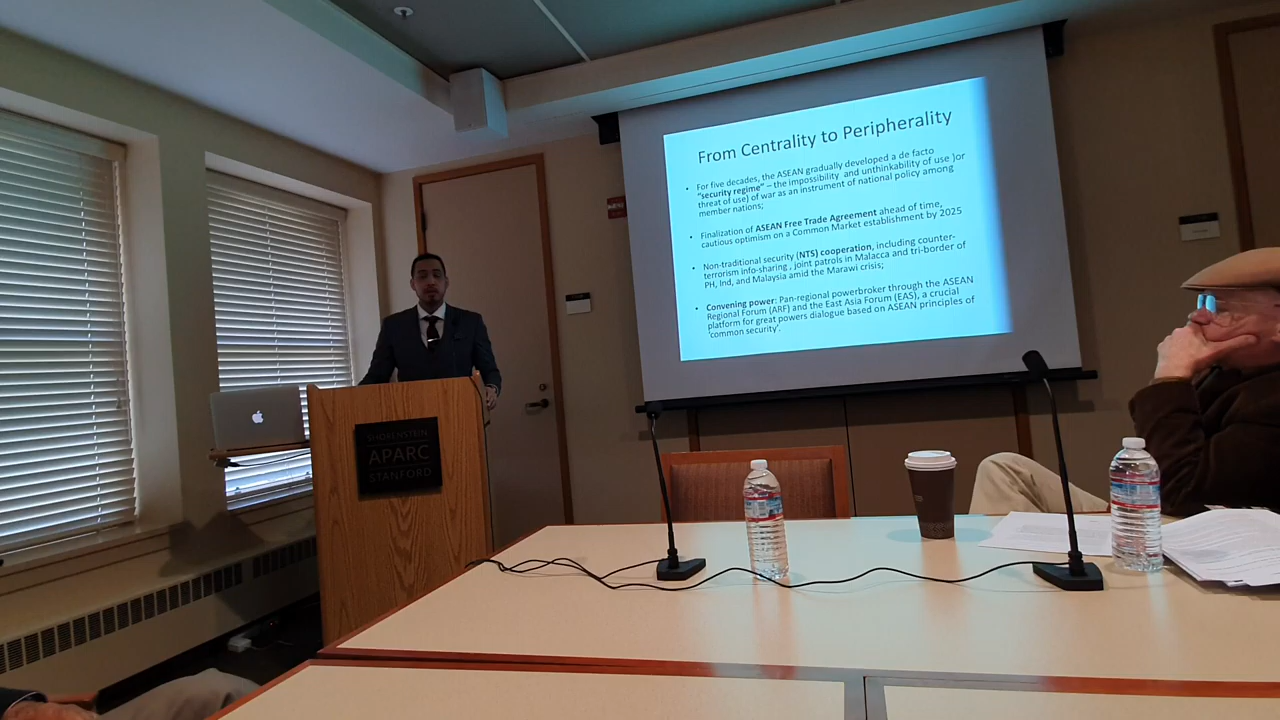 From Centrality to Peripherality
• For five decades, the ASEAN gradually developed a de facto
"security regime" – the impossibility and unthinkability of use )or
threat of use) of war as an instrument of national policy among
member nations;
• Finalization of ASEAN Free Trade Agreement ahead of time,
cautious optimism on a Common Market establishment by 2025
• Non-traditional security (NTS) cooperation, including counter-
terrorism info-sharing , joint patrols in Malacca and tri-border of
PH, Ind, and Malaysia amid the Marawi crisis;
• Convening power: Pan-regional powerbroker through the ASEAN
Regional Forum (ARF) and the East Asia Forum (EAS), a crucial
platform for great powers dialogue based on ASEAN principles of
'common security'.
SHORENSTEIN
APARC
STANFORD